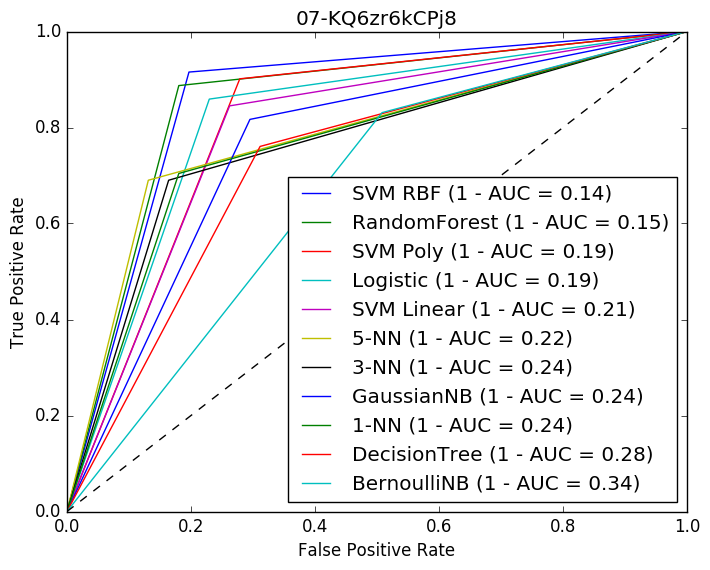 07-KQ6zr6kCPj8
1.0
0.8
0.6
0.4
0.2
0.0
True Positive Rate
SVM RBF (1 - AUC = 0.14)
RandomForest (1 - AUC = 0.15)
SVM Poly (1 - AUC = 0.19)
Logistic (1 - AUC = 0.19)
SVM Linear (1 - AUC = 0.21)
5-NN (1 - AUC = 0.22)
3-NN (1 - AUC = 0.24)
GaussianNB (1 - AUC = 0.24)
1-NN (1 - AUC = 0.24)
DecisionTree (1 - AUC = 0.28)
BernoulliNB (1 - AUC = 0.34)
0.0 0.2 0.4 0.6 0.8 1.0
False Positive Rate